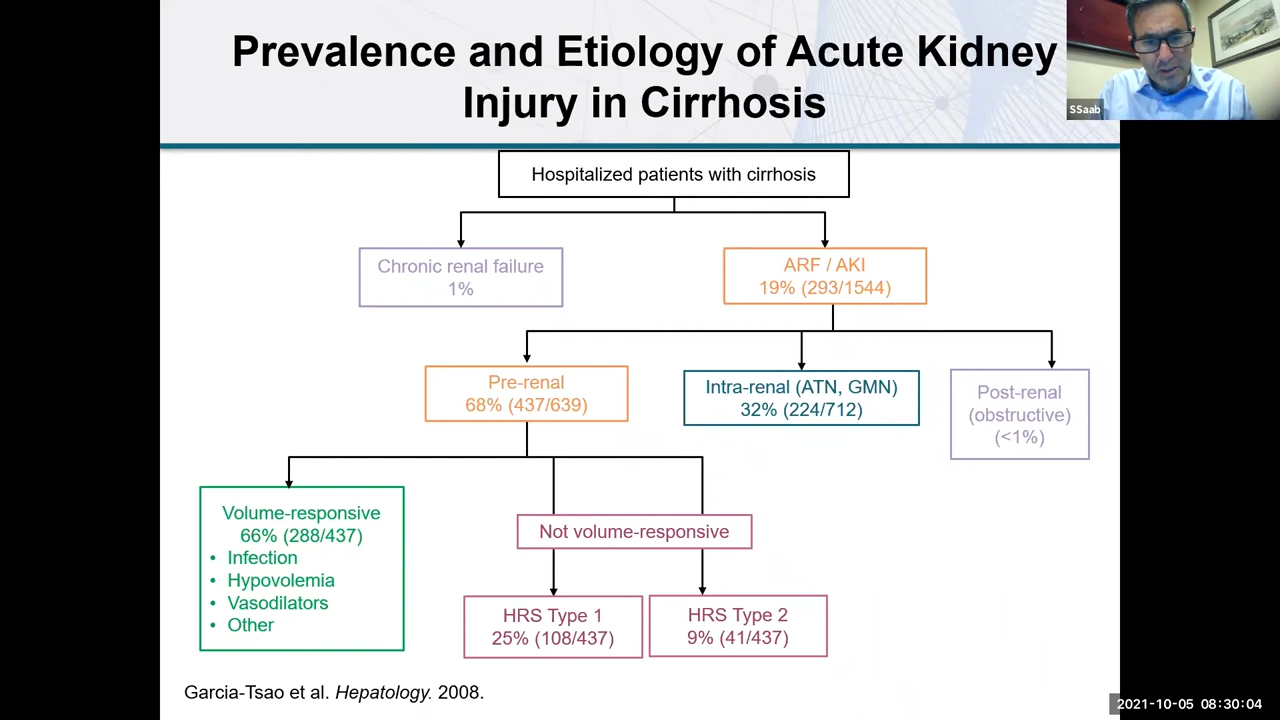 Prevalence and Etiology of Acute Kidney
Injury in Cirrhosis
SSaab
Hospitalized patients with cirrhosis
Chronic renal failure
1%
ARF / AKI
19% (293/1544)
Pre-renal
68% (437/639)
Intra-renal (ATN, GMN)
32% (224/712)
Post-renal
(obstructive)
(<1%)
Volume-responsive
66% (288/437)
• Infection
• Hypovolemia
• Vasodilators
• Other
Not volume-responsive
HRS Type 1
25% (108/437)
HRS Type 2
9% (41/437)
Garcia-Tsao et al. Hepatology. 2008.
2021-10-05 08:30:04